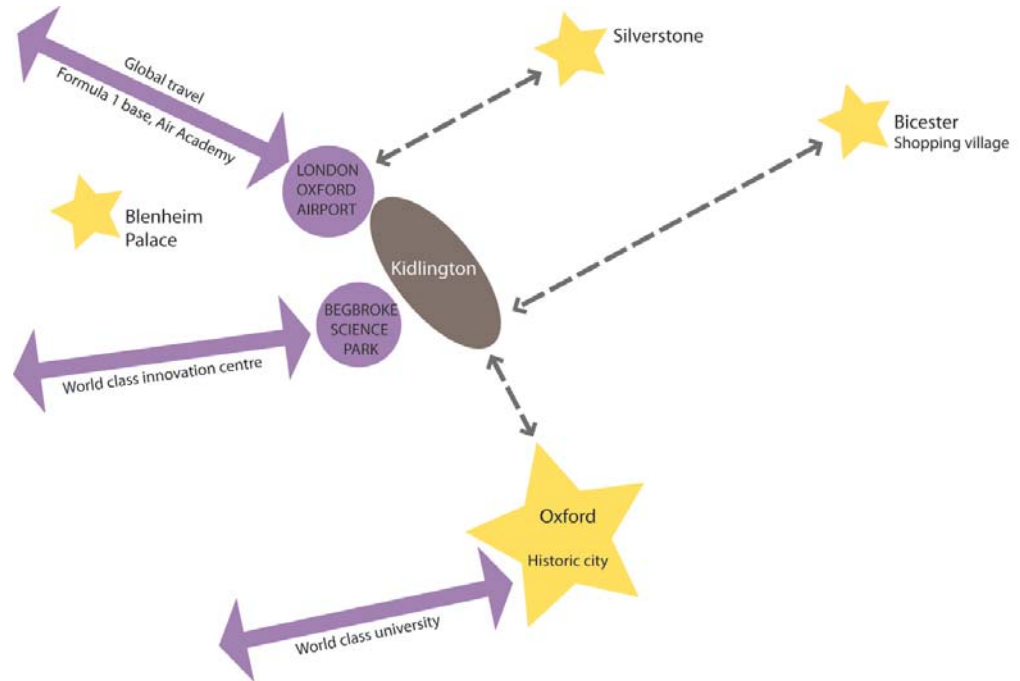 Silverstone
Global travel
Formula 1 base, Air Academy
Bicester
Shopping village
LONDON
OXFORD
AIRPORT
Blenheim
Palace
Kidlington
BEGBROKE
SCIENCE
PARK
World class innovation centre
Oxford
Historic city
World class university